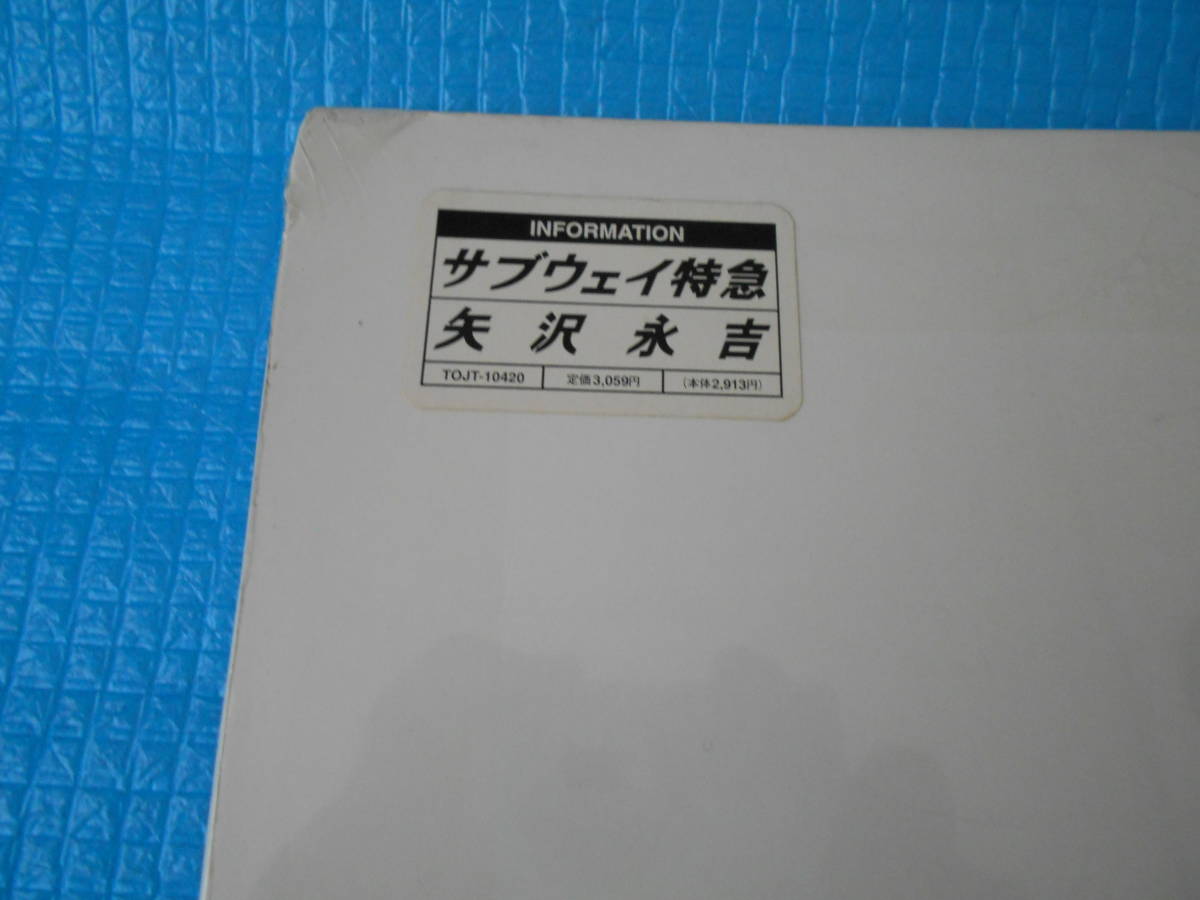 INFORMATION
サブウェイ特急
矢沢永吉
TOJT-10420 定価3,059円 (本体2,913円)